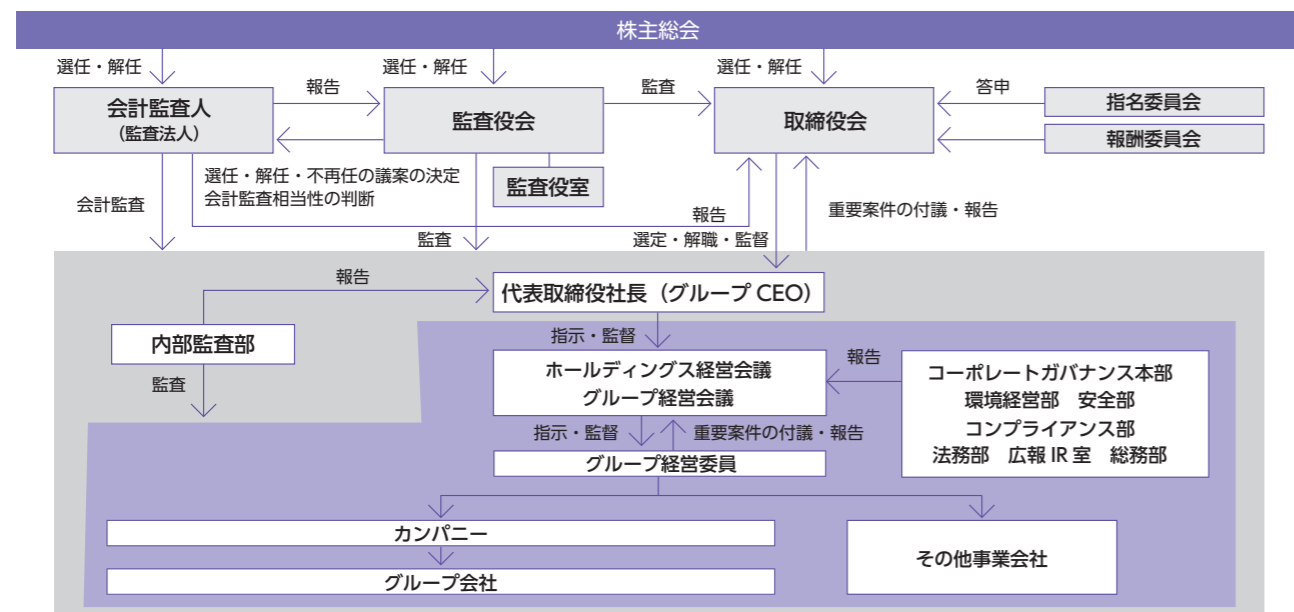 株主総会
選任・解任
選任・解任
選任・解任
会計監査人
(監査法人)
報告
監査役会
監査
取締役会
答申
指名委員会
報酬委員会
選任・解任・不再任の議案の決定
会計監査相当性の判断
監査役室
会計監査
報告
重要案件の付議・報告
監査
選定・解職・監督
報告
代表取締役社長（グループ CEO）
内部監査部
監査
指示・監督
ホールディングス経営会議
グループ経営会議
報告
コーポレートガバナンス本部
環境経営部 安全部
コンプライアンス部
法務部 広報 IR 室 総務部
指示・監督
重要案件の付議・報告
グループ経営委員
カンパニー
グループ会社
その他事業会社